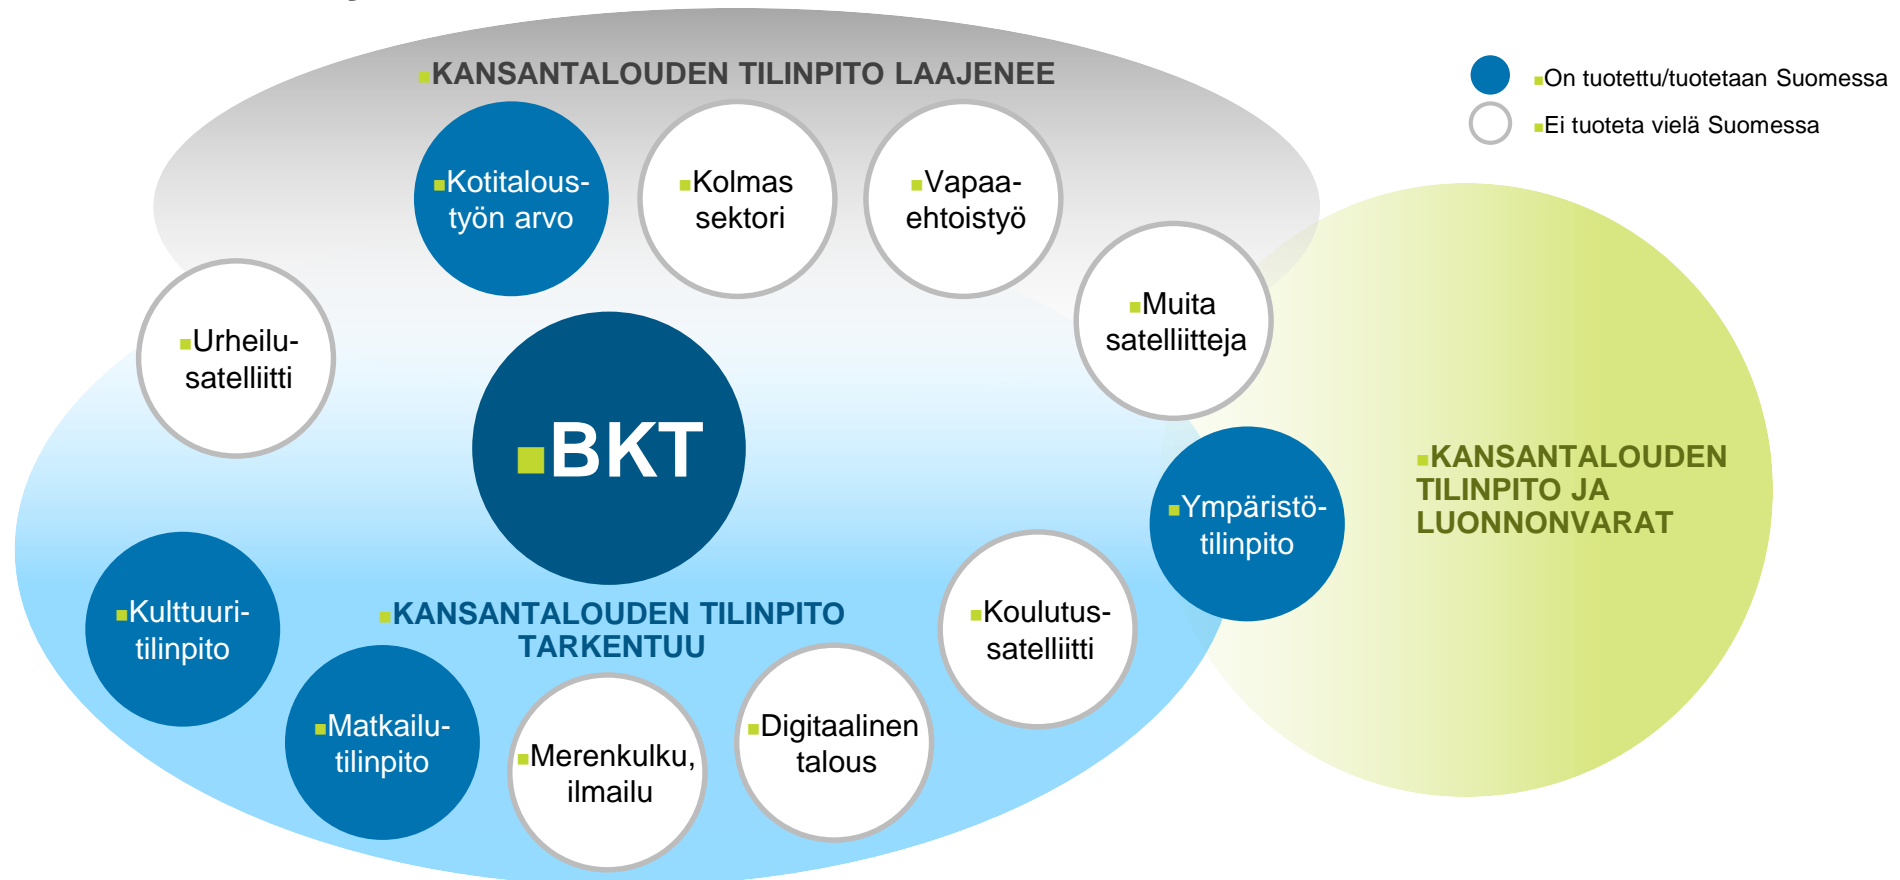 KANSANTALOUDEN TILINPITO LAAJENEE
On tuotettu/tuotetaan Suomessa
Ei tuoteta vielä Suomessa
Kotitalous-
työn arvo
Kolmas
sektori
Vapaa-
ehtoistyö
Muita
satelliitteja
Urheilu-
satelliitti
BKT
KANSANTALOUDEN
TILINPITO JA
LUONNONVARAT
Ympäristö-
tilinpito
Kulttuuri-
tilinpito
KANSANTALOUDEN TILINPITO
TARKENTUU
Koulutus-
satelliitti
Matkailu-
tilinpito
Merenkulku,
ilmailu
Digitaalinen
talous